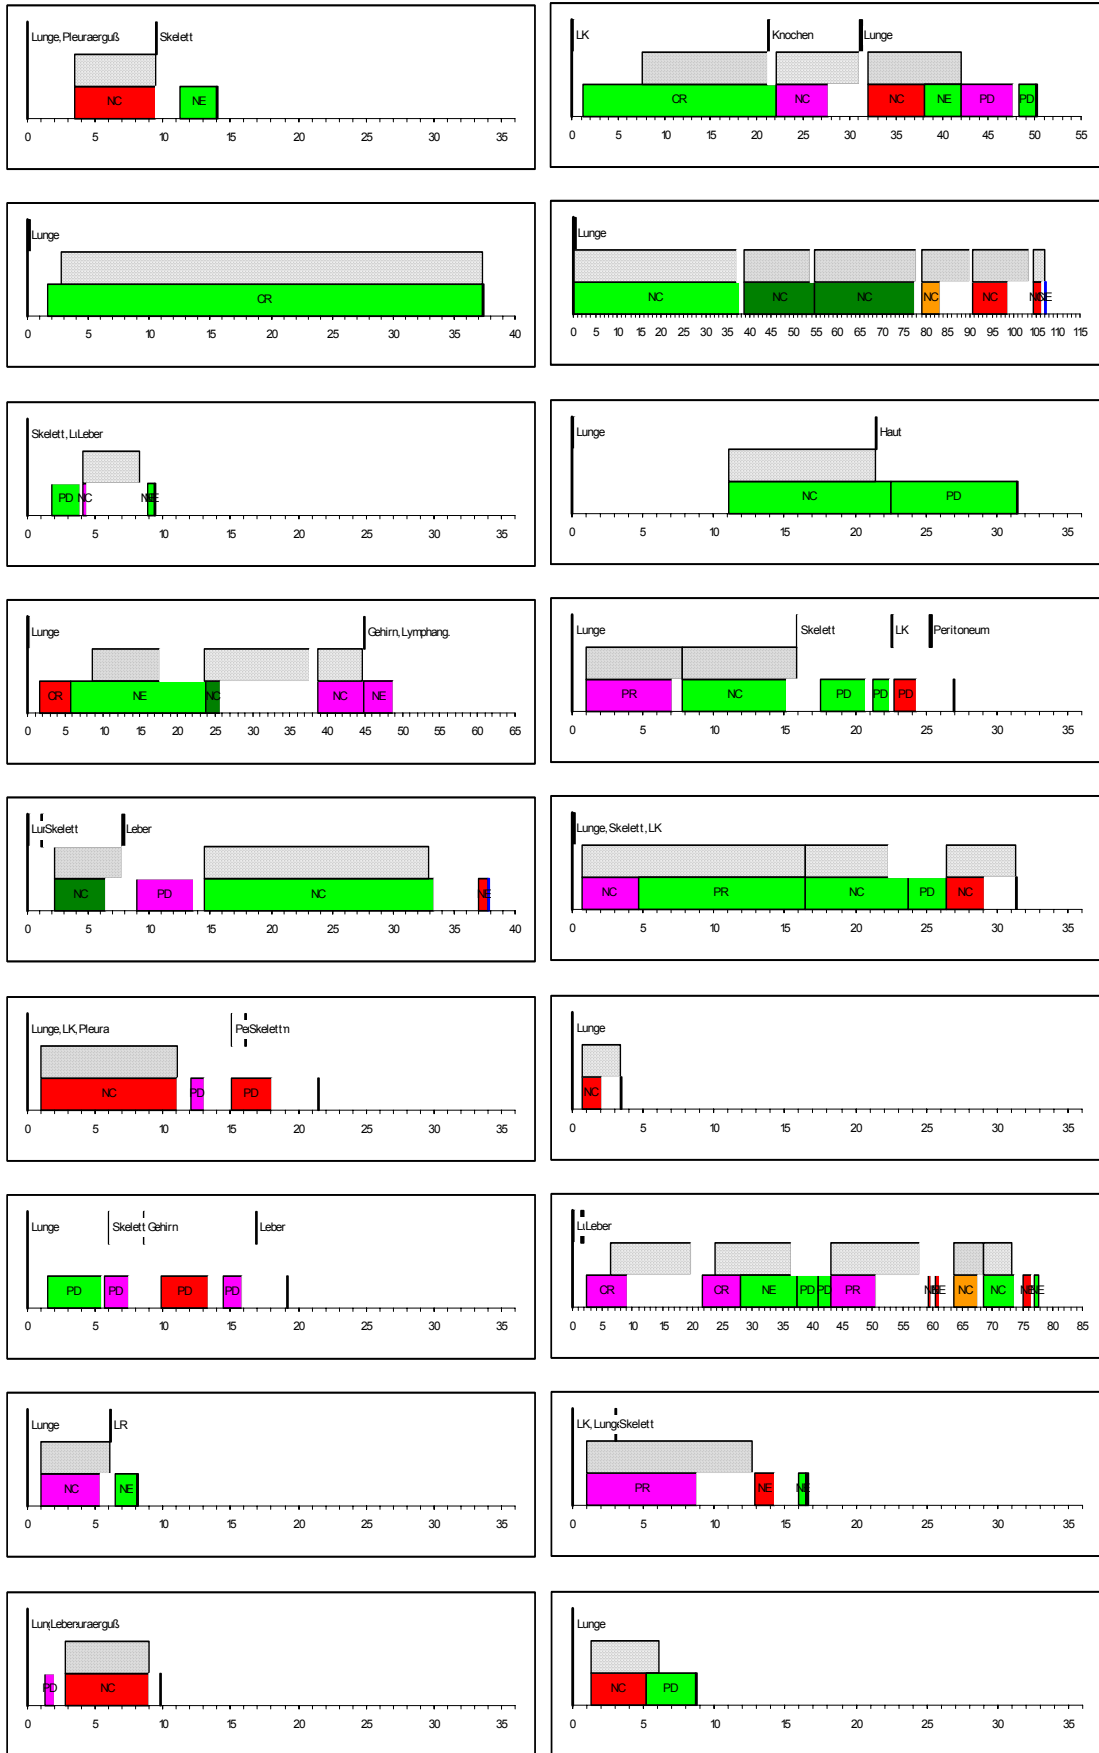 Lunge, Pleuraerguß Skelett
NC NE
0 5 10 15 20 25 30 35
LK Knochen Lunge
CR NC NC NE PD PD
0 5 10 15 20 25 30 35 40 45 50 55
Lunge
CR
0 5 10 15 20 25 30 35 40
Lunge
NC NC NC NC NC
0 5 10 15 20 25 30 35 40 45 50 55 60 65 70 75 80 85 90 95 100 105 110 115
Skelett, Leber
PD NC NE
0 5 10 15 20 25 30 35
Lunge Haut
NC PD
0 5 10 15 20 25 30 35
Lunge Gehirn, Lymphang.
CR NE NC NC NE
0 5 10 15 20 25 30 35 40 45 50 55 60 65
Lunge Skelett LK Peritoneum
PR NC PD PD PD
0 5 10 15 20 25 30 35
Skelett Leber
NC PD NC NE
0 5 10 15 20 25 30 35 40
Lunge, Skelett, LK
NC PR NC PD NC
0 5 10 15 20 25 30 35
Lunge, LK, Pleura Skelett
NC PD PD
0 5 10 15 20 25 30 35
Lunge
NC
0 5 10 15 20 25 30 35
Lunge Skelett Gehirn Leber
PD PD PD PD
0 5 10 15 20 25 30 35
Leber
CR CR NE PD PD PR NC NC NE
0 5 10 15 20 25 30 35 40 45 50 55 60 65 70 75 80 85
Lunge LR
NC NE
0 5 10 15 20 25 30 35
LK, Skelett
PR NE NE
0 5 10 15 20 25 30 35
PD NC
0 5 10 15 20 25 30 35
Lunge
NC PD
0 5 10 15 20 25 30 35